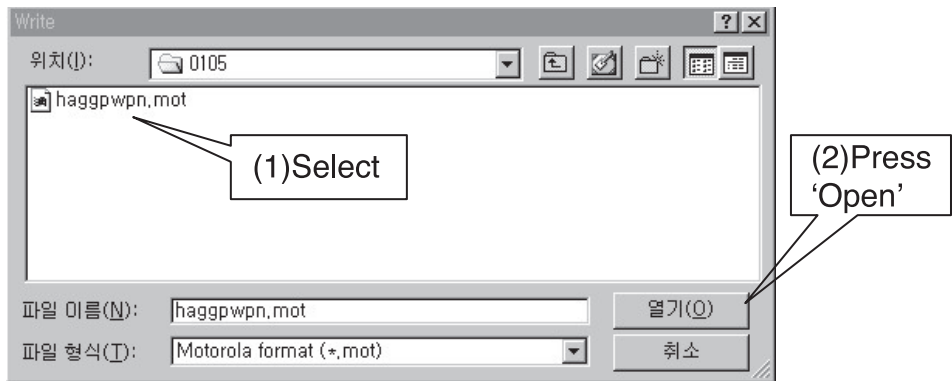 Write
위치(I): 0105
haggpwpn.mot
(1)Select
(2)Press
‘Open’
파일 이름(N): haggpwpn.mot 열기(O)
파일 형식(T): Motorola format (*.mot) 취소